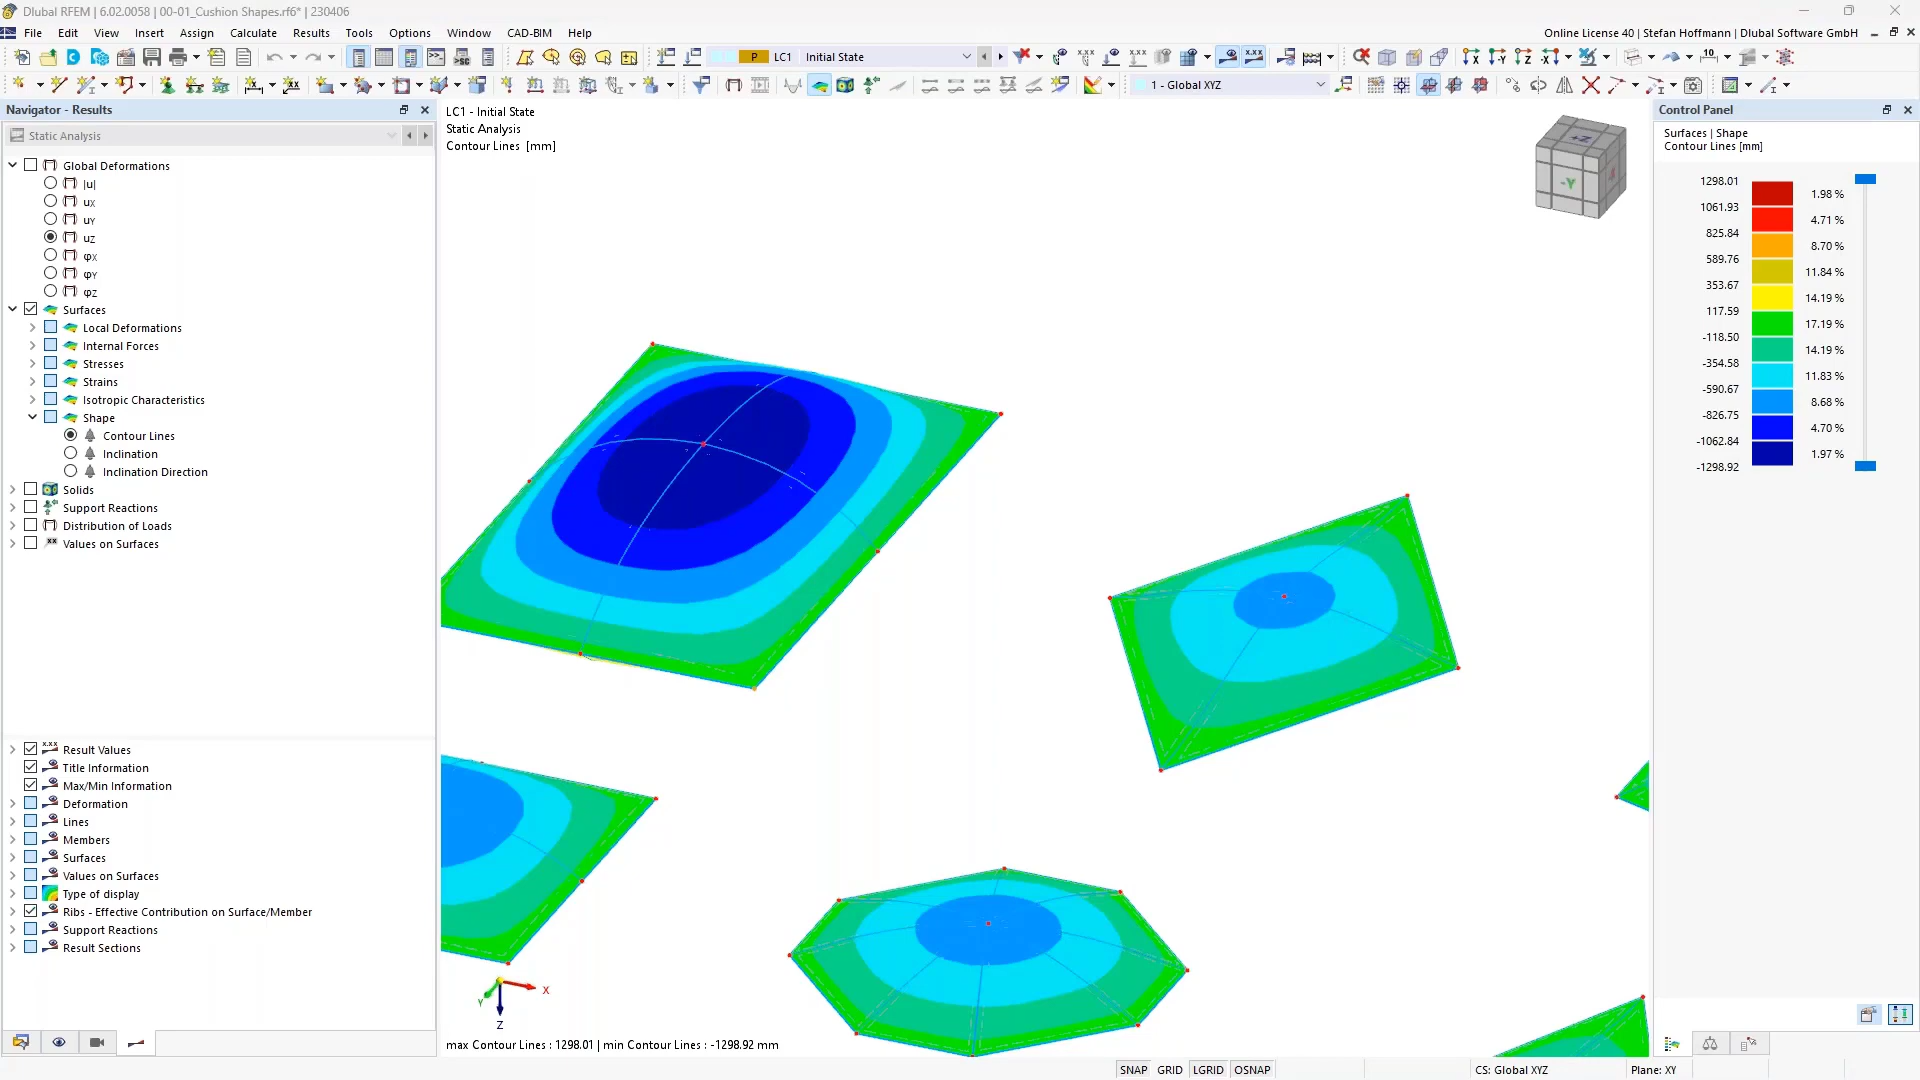 Dlubal RFEM | 6.02.0058 | 00-01_Cushion Shapes.rf6* | 230406
File Edit View Insert Assign Calculate Results Tools Options Window CAD-BIM Help
Online License 40 | Stefan Hoffmann | Dlubal Software GmbH
P LC1 Initial State
1 - Global XYZ
Navigator - Results
Static Analysis
Global Deformations
|u|
uX
uY
uZ
φX
φY
φZ
Surfaces
Local Deformations
Internal Forces
Stresses
Strains
Isotropic Characteristics
Shape
Contour Lines
Inclination
Inclination Direction
Solids
Support Reactions
Distribution of Loads
Values on Surfaces
Result Values
Title Information
Max/Min Information
Deformation
Lines
Members
Surfaces
Values on Surfaces
Type of display
Ribs - Effective Contribution on Surface/Member
Support Reactions
Result Sections
LC1 - Initial State
Static Analysis
Contour Lines [mm]
+Z
-Y
X
Y
Z
max Contour Lines : 1298.01 | min Contour Lines : -1298.92 mm
Control Panel
Surfaces | Shape
Contour Lines [mm]
1298.01
1.98 %
1061.93
4.71 %
825.84
8.70 %
589.76
11.84 %
353.67
14.19 %
117.59
17.19 %
-118.50
14.19 %
-354.58
11.83 %
-590.67
8.68 %
-826.75
4.70 %
-1062.84
1.97 %
-1298.92
SNAP GRID LGRID OSNAP
CS: Global XYZ
Plane: XY